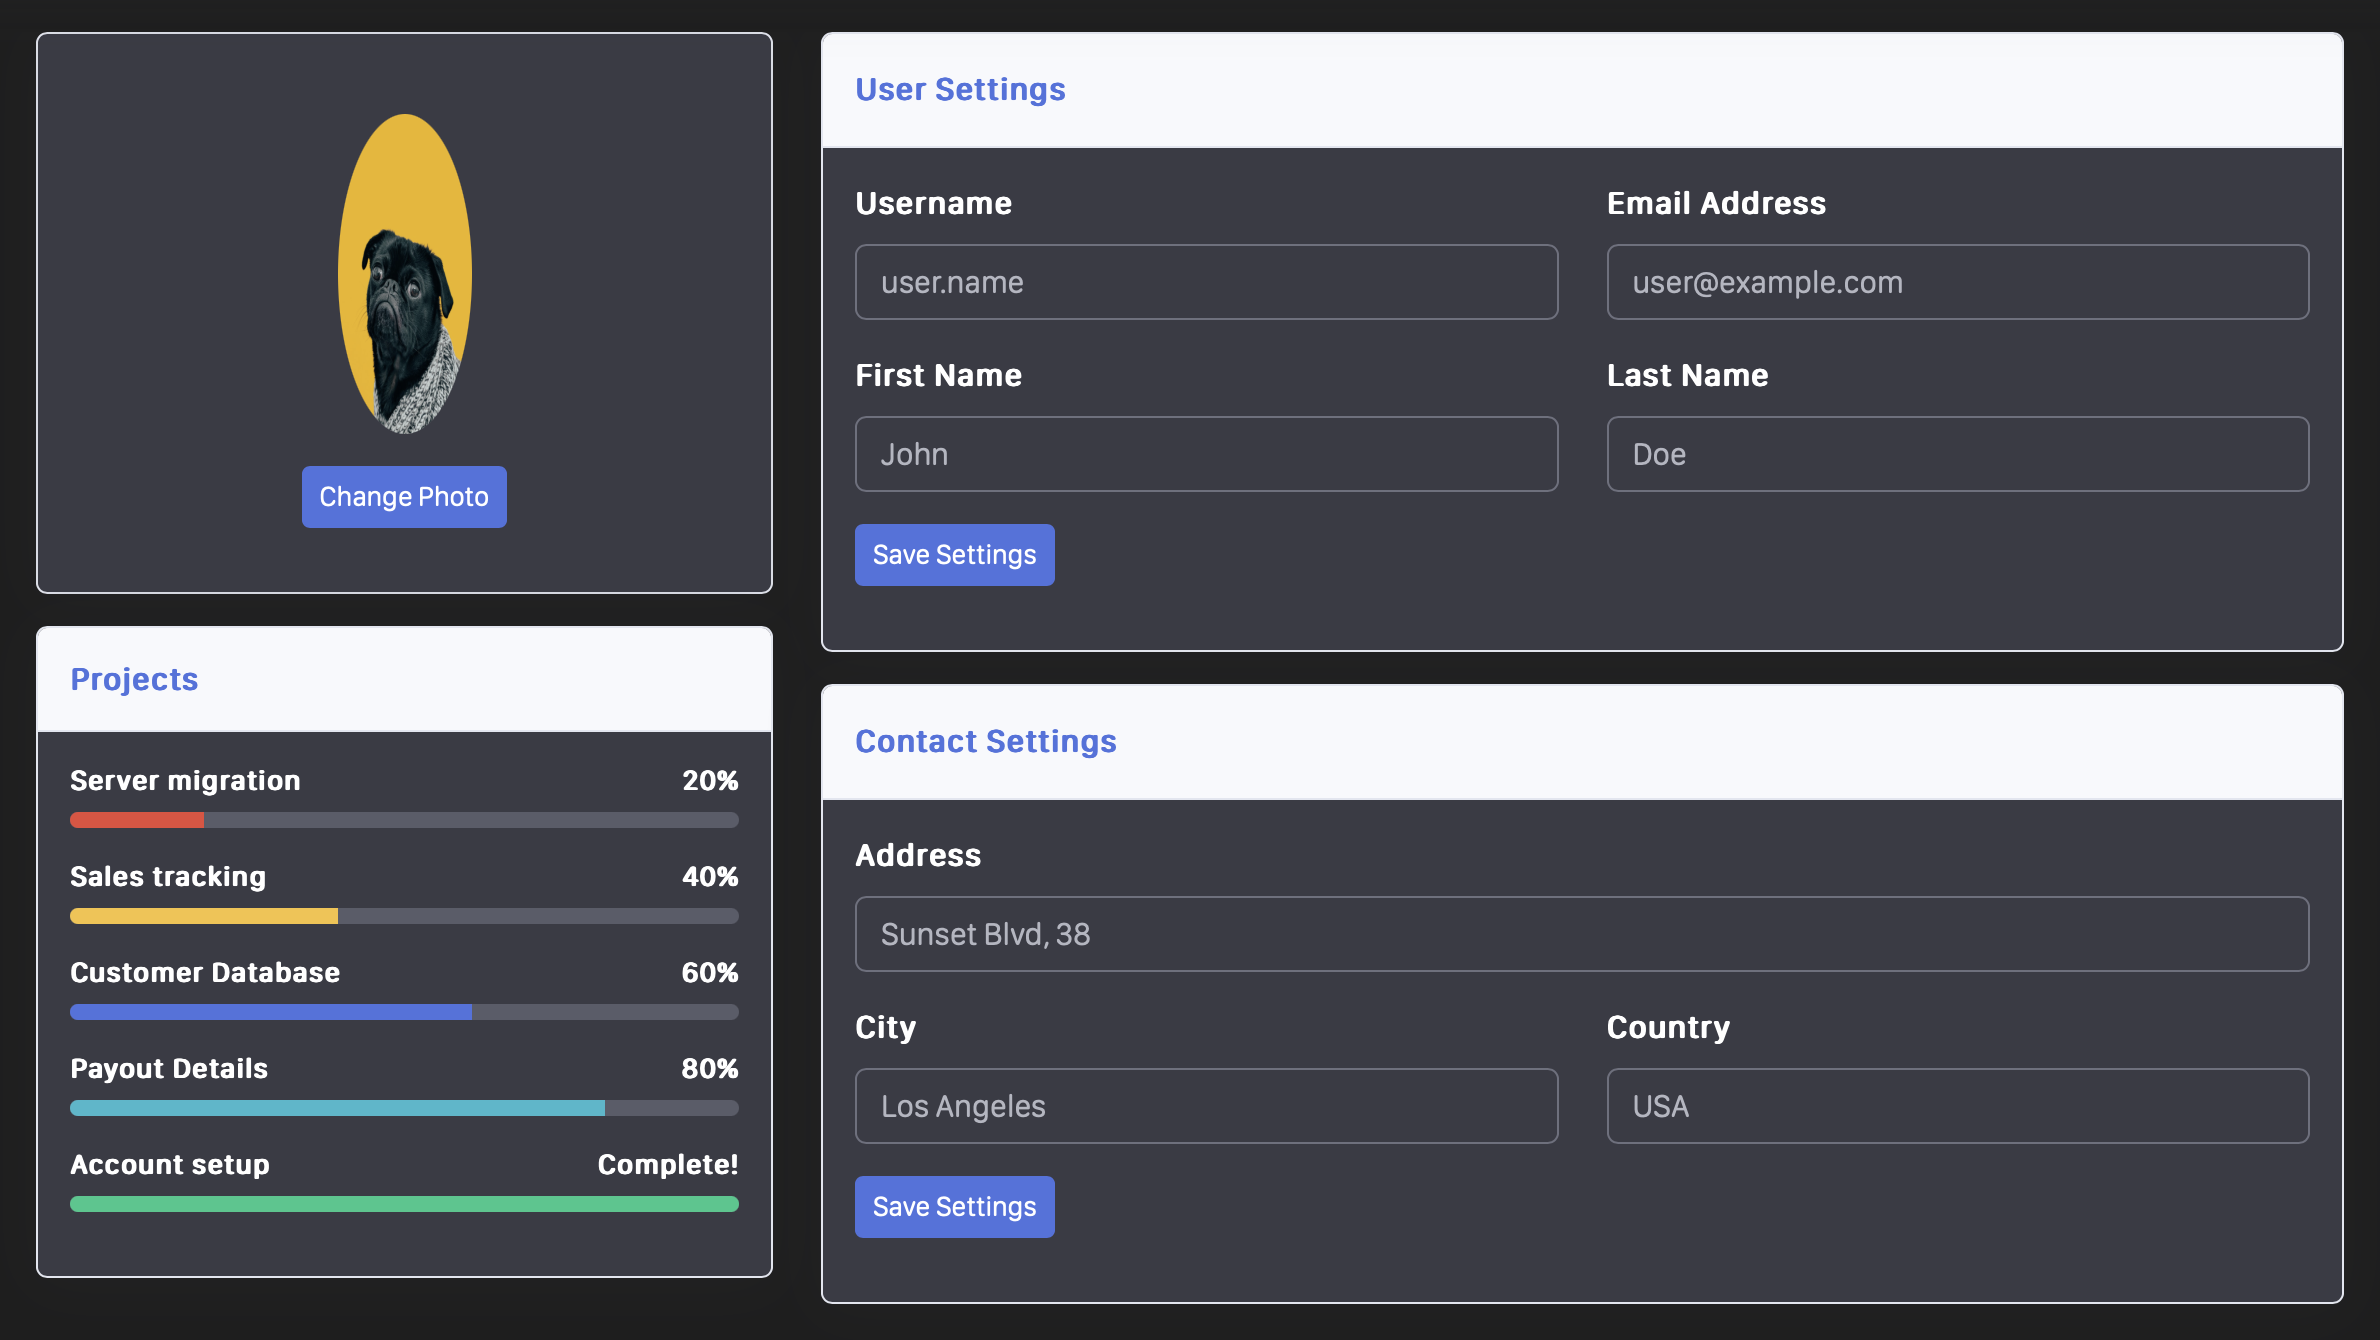 Change Photo
Projects
Server migration 20%
Sales tracking 40%
Customer Database 60%
Payout Details 80%
Account setup Complete!
User Settings
Username Email Address
user.name user@example.com
First Name Last Name
John Doe
Save Settings
Contact Settings
Address
Sunset Blvd, 38
City Country
Los Angeles USA
Save Settings